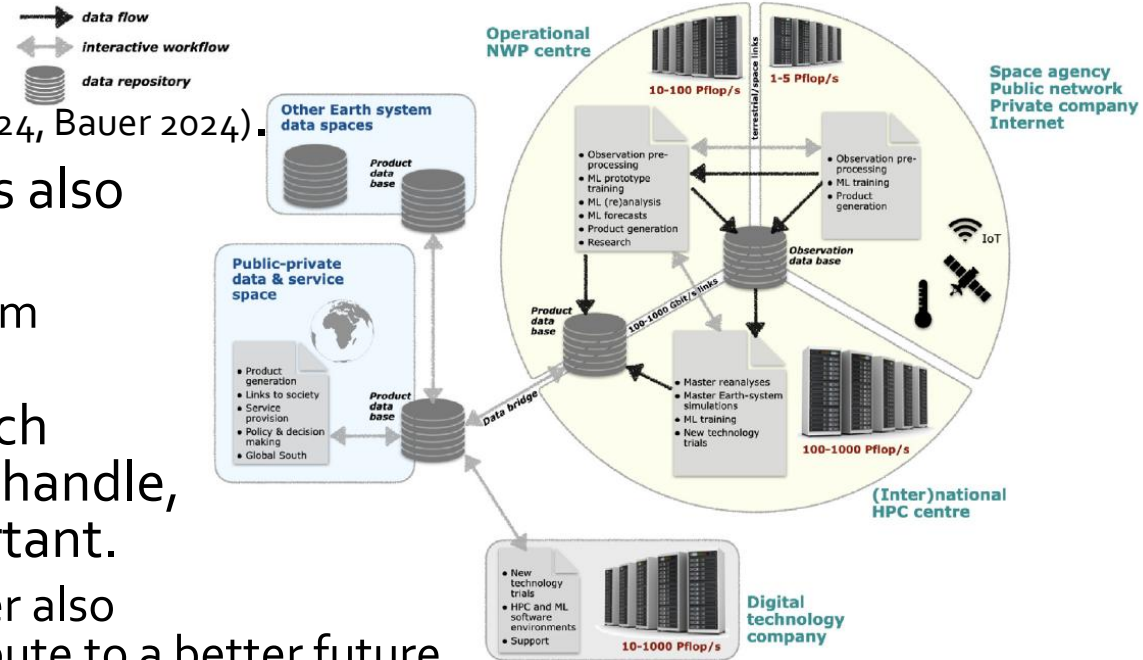 data flow
interactive workflow
data repository
24, Bauer 2024).
s also
m
ch
handle,
rtant.
er also
oute to a better future
Other Earth system
data spaces
Product
data
base
Public-private
data & service
space
• Product
generation
• Links to society
• Service
provision
• Policy & decision
making
• Global South
Product
data
base
Data bridge
Operational
NWP centre
10-100 Pflop/s
terrestrial/space links
1-5 Pflop/s
Space agency
Public network
Private company
Internet
• Observation pre-
processing
• ML prototype
training
• ML (re)analysis
• ML forecasts
• Product generation
• Research
• Observation pre-
processing
• ML training
• Product
generation
IoT
Observation
data base
Product
data
base
100-1000 Gbit/s links
• Master reanalyses
• Master Earth-system
simulations
• ML training
• New technology
trials
100-1000 Pflop/s
(Inter)national
HPC centre
• New
technology
trials
• HPC and ML
software
environments
• Support
10-1000 Pflop/s
Digital
technology
company